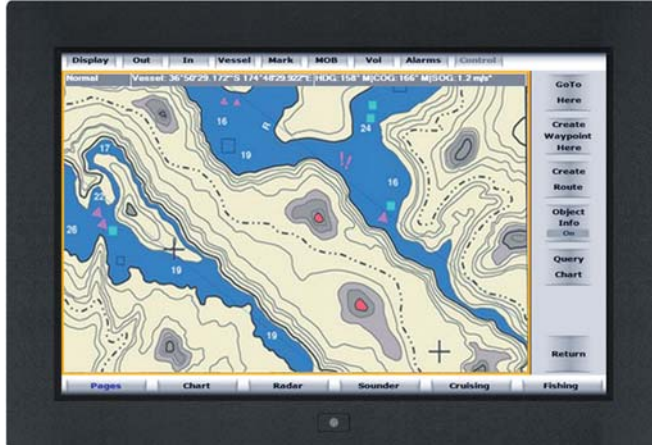 Display Out In Vessel Mark MOB Vol Alarms Control
Normal Vessel: 36°50'29.172"S 174°48'29.922"E HDG: 158° M COG: 166° M SOG: 1.2 m/s
GoTo
Here
Create
Waypoint
Here
Create
Route
Object
Info
On
Query
Chart
Return
16
R
24
19
17
16
22
26
19
19
Pages Chart Radar Sounder Cruising Fishing